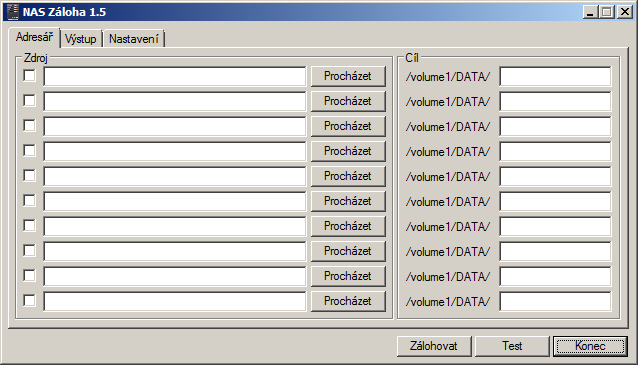 NAS Záloha 1.5
Adresář Výstup Nastavení
Zdroj Cíl
Procházet /volume1/DATA/
Procházet /volume1/DATA/
Procházet /volume1/DATA/
Procházet /volume1/DATA/
Procházet /volume1/DATA/
Procházet /volume1/DATA/
Procházet /volume1/DATA/
Procházet /volume1/DATA/
Procházet /volume1/DATA/
Procházet /volume1/DATA/
Zálohovat Test Konec